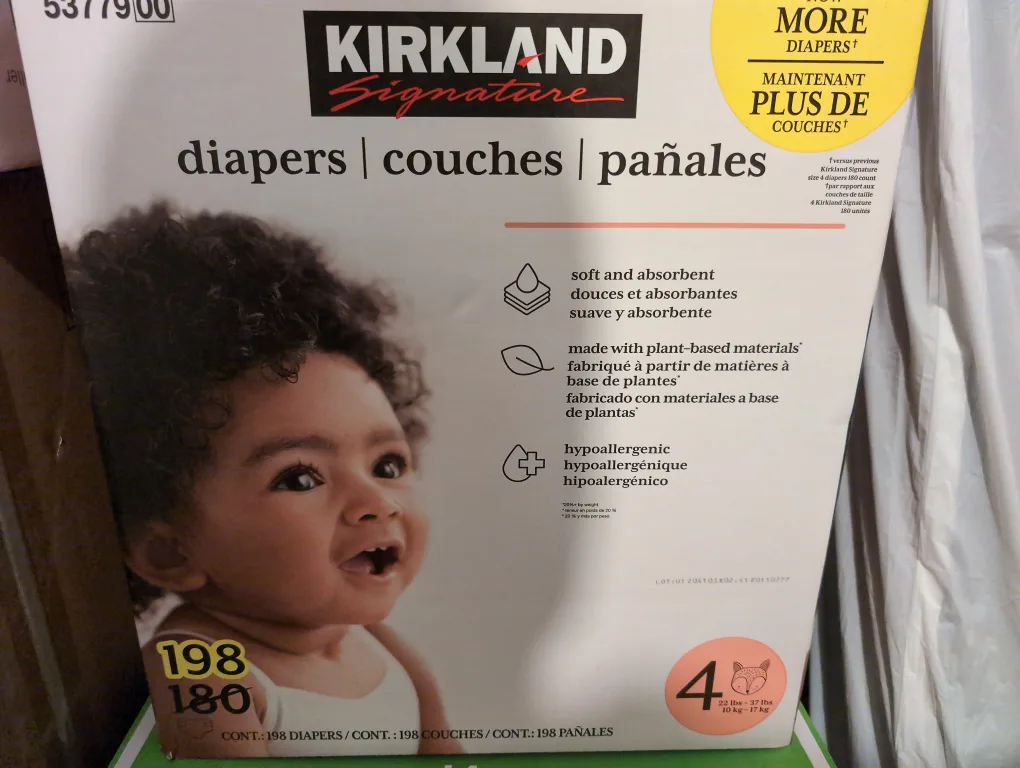 5377900
KIRKLAND
Signature
MORE
DIAPERS†
MAINTENANT
PLUS DE
COUCHES†
diapers | couches | pañales
†versus previous
Kirkland Signature
size 4 diapers 180 count
†par rapport aux
couches de taille
4 Kirkland Signature
180 unités
soft and absorbent
douces et absorbantes
suave y absorbente
made with plant-based materials*
fabriqué à partir de matières à
base de plantes*
fabricado con materiales a base
de plantas*
hypoallergenic
hypoallergénique
hipoalergénico
*20%+ by weight
198
180
4
22 lbs - 37 lbs
10 kg - 17 kg
CONT.: 198 DIAPERS / CONT. : 198 COUCHES / CONT.: 198 PAÑALES